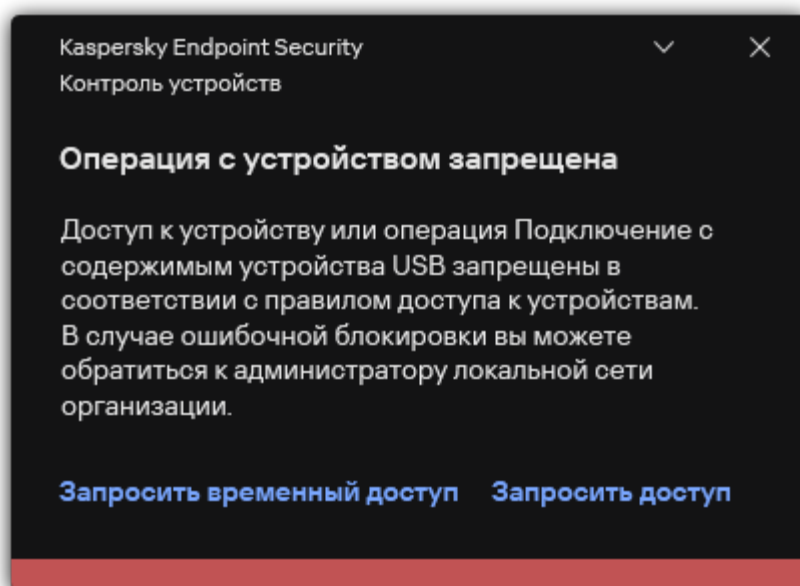 Kaspersky Endpoint Security
Контроль устройств
Операция с устройством запрещена
Доступ к устройству или операция Подключение с
содержимым устройства USB запрещены в
соответствии с правилом доступа к устройствам.
В случае ошибочной блокировки вы можете
обратиться к администратору локальной сети
организации.
Запросить временный доступ Запросить доступ